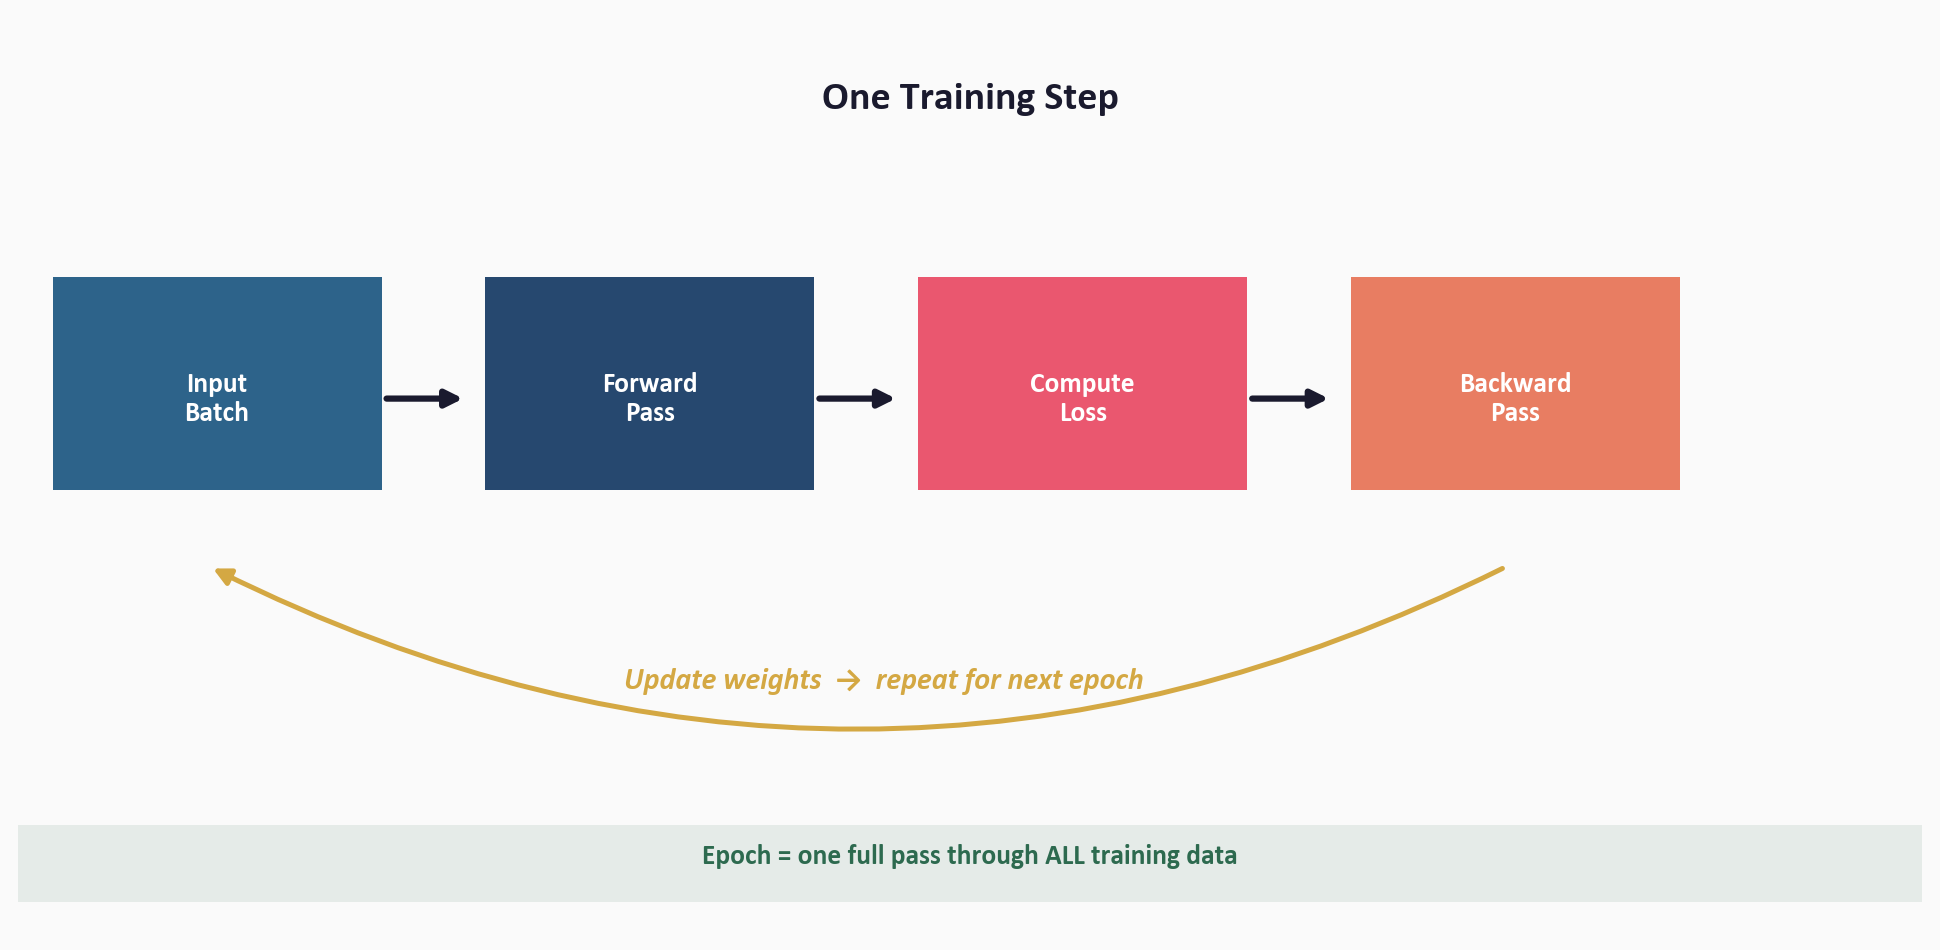 One Training Step
Input
Batch
Forward
Pass
Compute
Loss
Backward
Pass
Update weights → repeat for next epoch
Epoch = one full pass through ALL training data